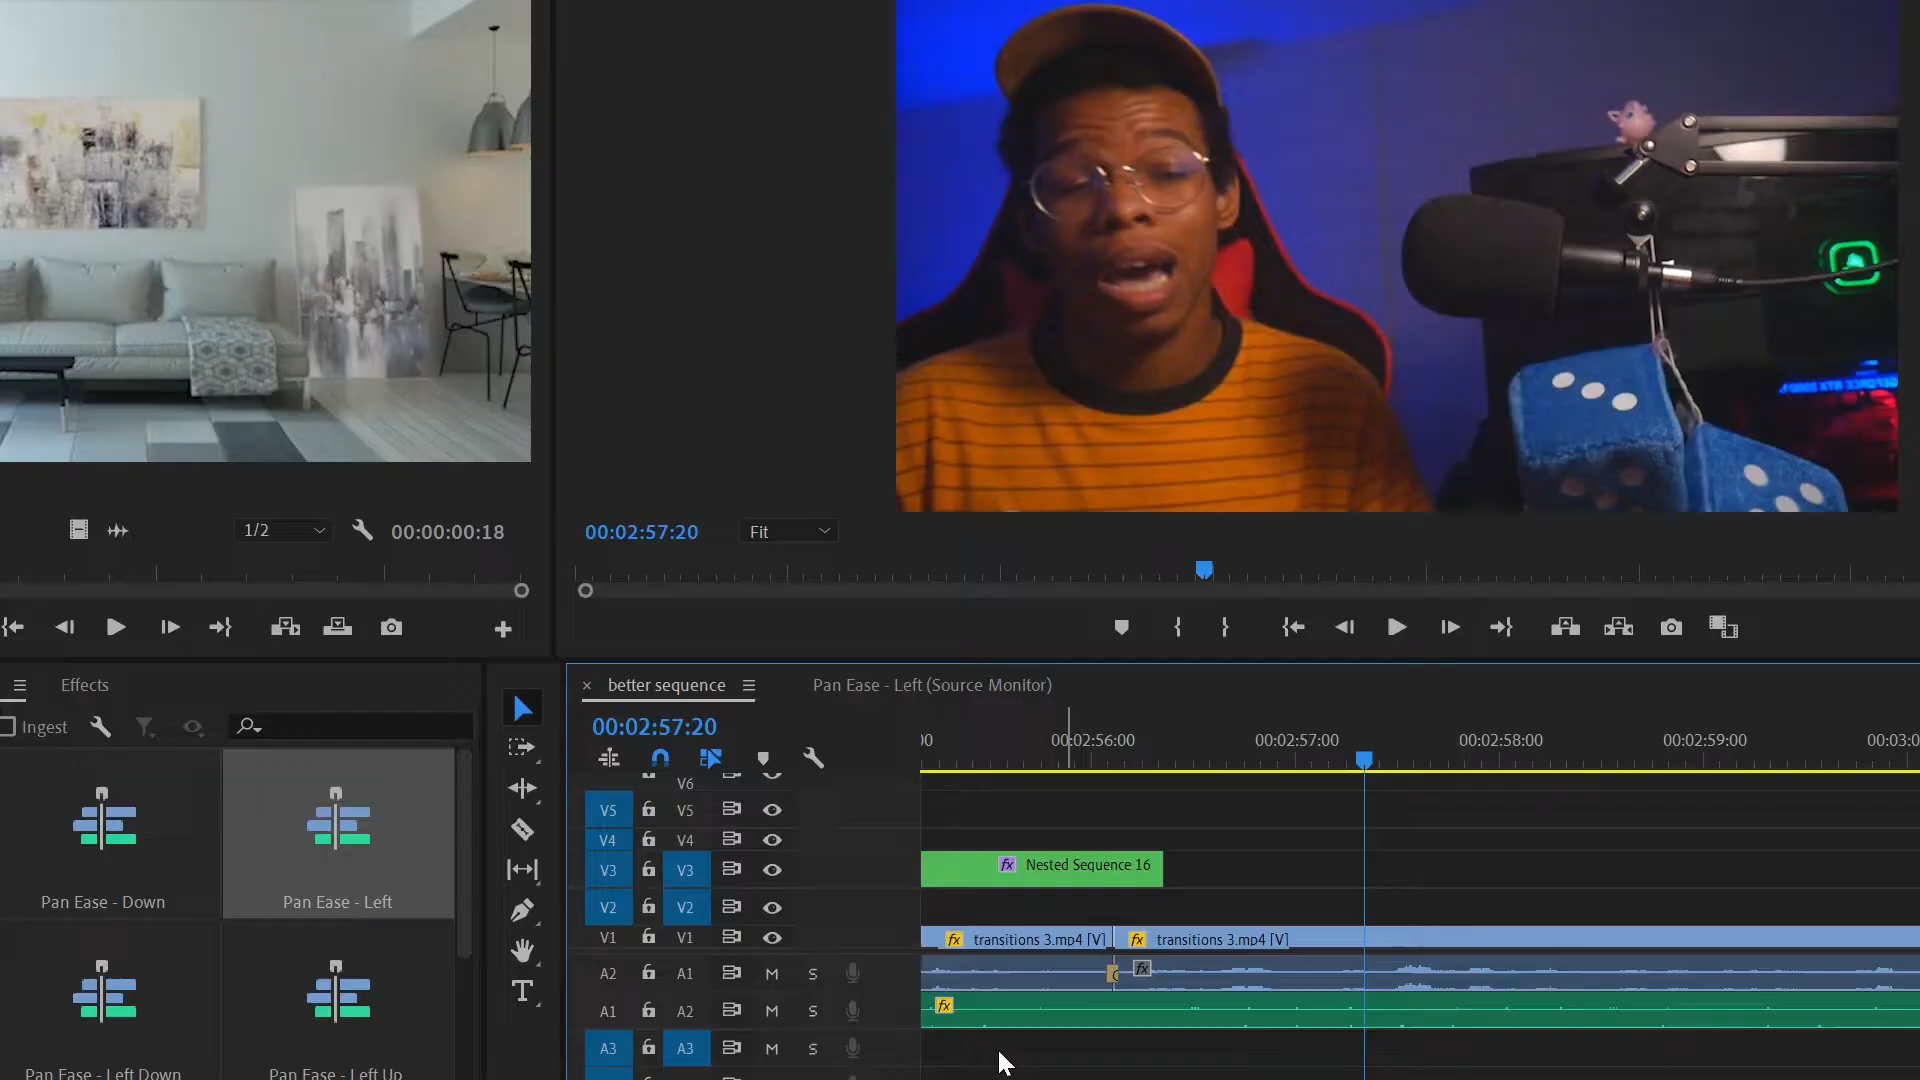 1/2
00:00:00:18
00:02:57:20
Fit
Effects
Ingest
Pan Ease - Down
Pan Ease - Left
Pan Ease - Left Down
Pan Ease - Left Up
× better sequence
Pan Ease - Left (Source Monitor)
00:02:57:20
00:02:56:00
00:02:57:00
00:02:58:00
00:02:59:00
00:03:0
V6
V5 V5
V4 V4
V3 V3
fx Nested Sequence 16
V2 V2
V1 V1
fx transitions 3.mp4 [V]
fx transitions 3.mp4 [V]
A2 A1 M S
fx
A1 A2 M S
fx
A3 A3 M S